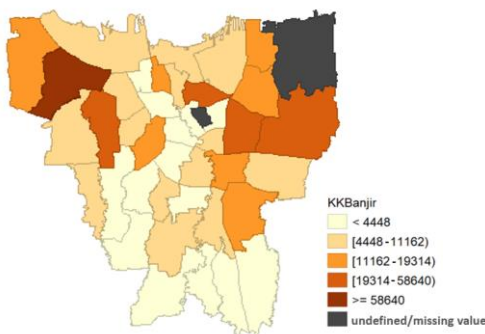 KKBanjir
< 4448
[4448-11162)
[11162-19314)
[19314-58640)
>= 58640
undefined/missing value